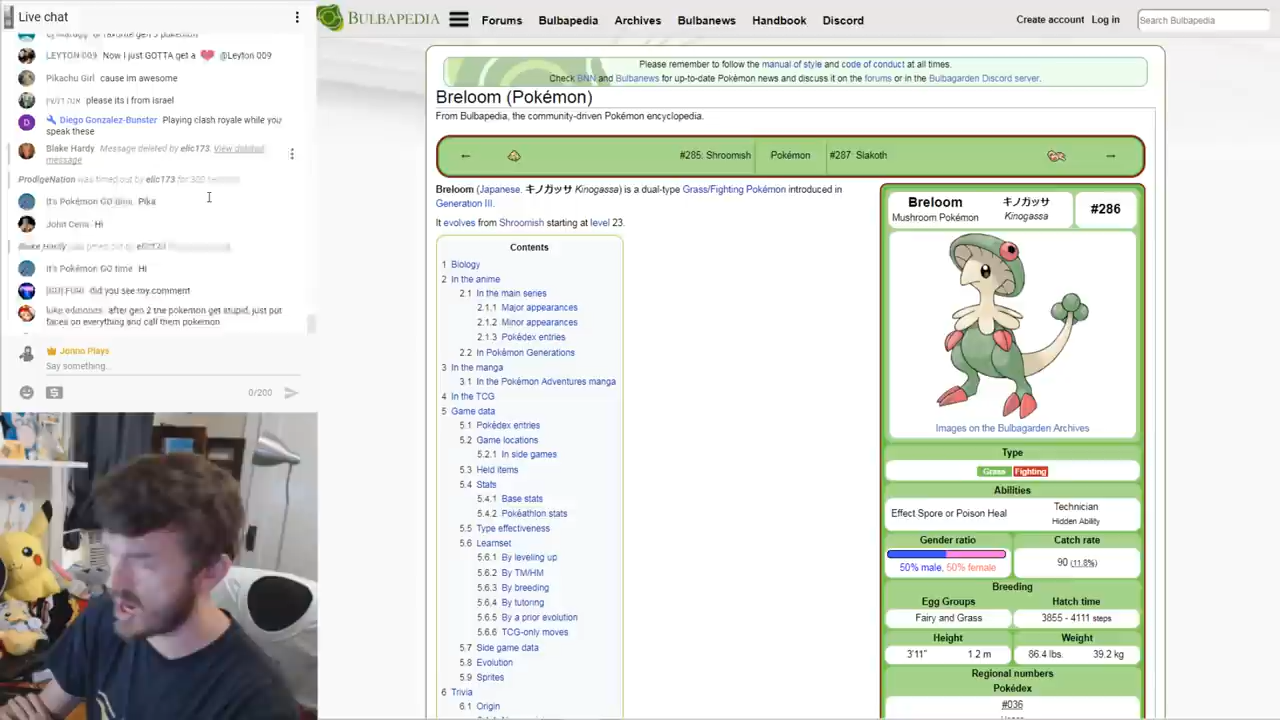 Live chat
LEYTON 009 Now I just GOTTA get a @Leyton 009
Pikachu Girl cause im awesome
please its i from israel
Diego Gonzalez-Bunster Playing clash royale while you
speak these
Blake Hardy Message deleted by elic173. View deleted
message
ProdigeNation was timed out by elic173 for 300
It's Pokémon GO time Pika
John Cena Hi
It's Pokémon GO time Hi
did you see my comment
luke edmonds after gen 2 the pokemon get stupid, just put
faces on everything and call them pokemon
Jonno Plays
Say something...
0/200
BULBAPEDIA
Forums
Bulbapedia
Archives
Bulbanews
Handbook
Discord
Create account
Log in
Search Bulbapedia
Please remember to follow the manual of style and code of conduct at all times.
Check BNN and Bulbanews for up-to-date Pokémon news and discuss it on the forums or in the Bulbagarden Discord server.
Breloom (Pokémon)
From Bulbapedia, the community-driven Pokémon encyclopedia.
← #285: Shroomish Pokémon #287 Slakoth →
Breloom (Japanese: キノガッサ Kinogassa) is a dual-type Grass/Fighting Pokémon introduced in
Generation III.
It evolves from Shroomish starting at level 23.
Contents
1 Biology
2 In the anime
2.1 In the main series
2.1.1 Major appearances
2.1.2 Minor appearances
2.1.3 Pokédex entries
2.2 In Pokémon Generations
3 In the manga
3.1 In the Pokémon Adventures manga
4 In the TCG
5 Game data
5.1 Pokédex entries
5.2 Game locations
5.2.1 In side games
5.3 Held items
5.4 Stats
5.4.1 Base stats
5.4.2 Pokéathlon stats
5.5 Type effectiveness
5.6 Learnset
5.6.1 By leveling up
5.6.2 By TM/HM
5.6.3 By breeding
5.6.4 By tutoring
5.6.5 By a prior evolution
5.6.6 TCG-only moves
5.7 Side game data
5.8 Evolution
5.9 Sprites
6 Trivia
6.1 Origin
Breloom
Mushroom Pokémon
キノガッサ
Kinogassa
#286
Images on the Bulbagarden Archives
Type
Grass Fighting
Abilities
Effect Spore or Poison Heal
Technician
Hidden Ability
Gender ratio
50% male, 50% female
Catch rate
90 (11.8%)
Breeding
Egg Groups
Fairy and Grass
Hatch time
3855 - 4111 steps
Height
3'11" 1.2 m
Weight
86.4 lbs. 39.2 kg
Regional numbers
Pokédex
#036